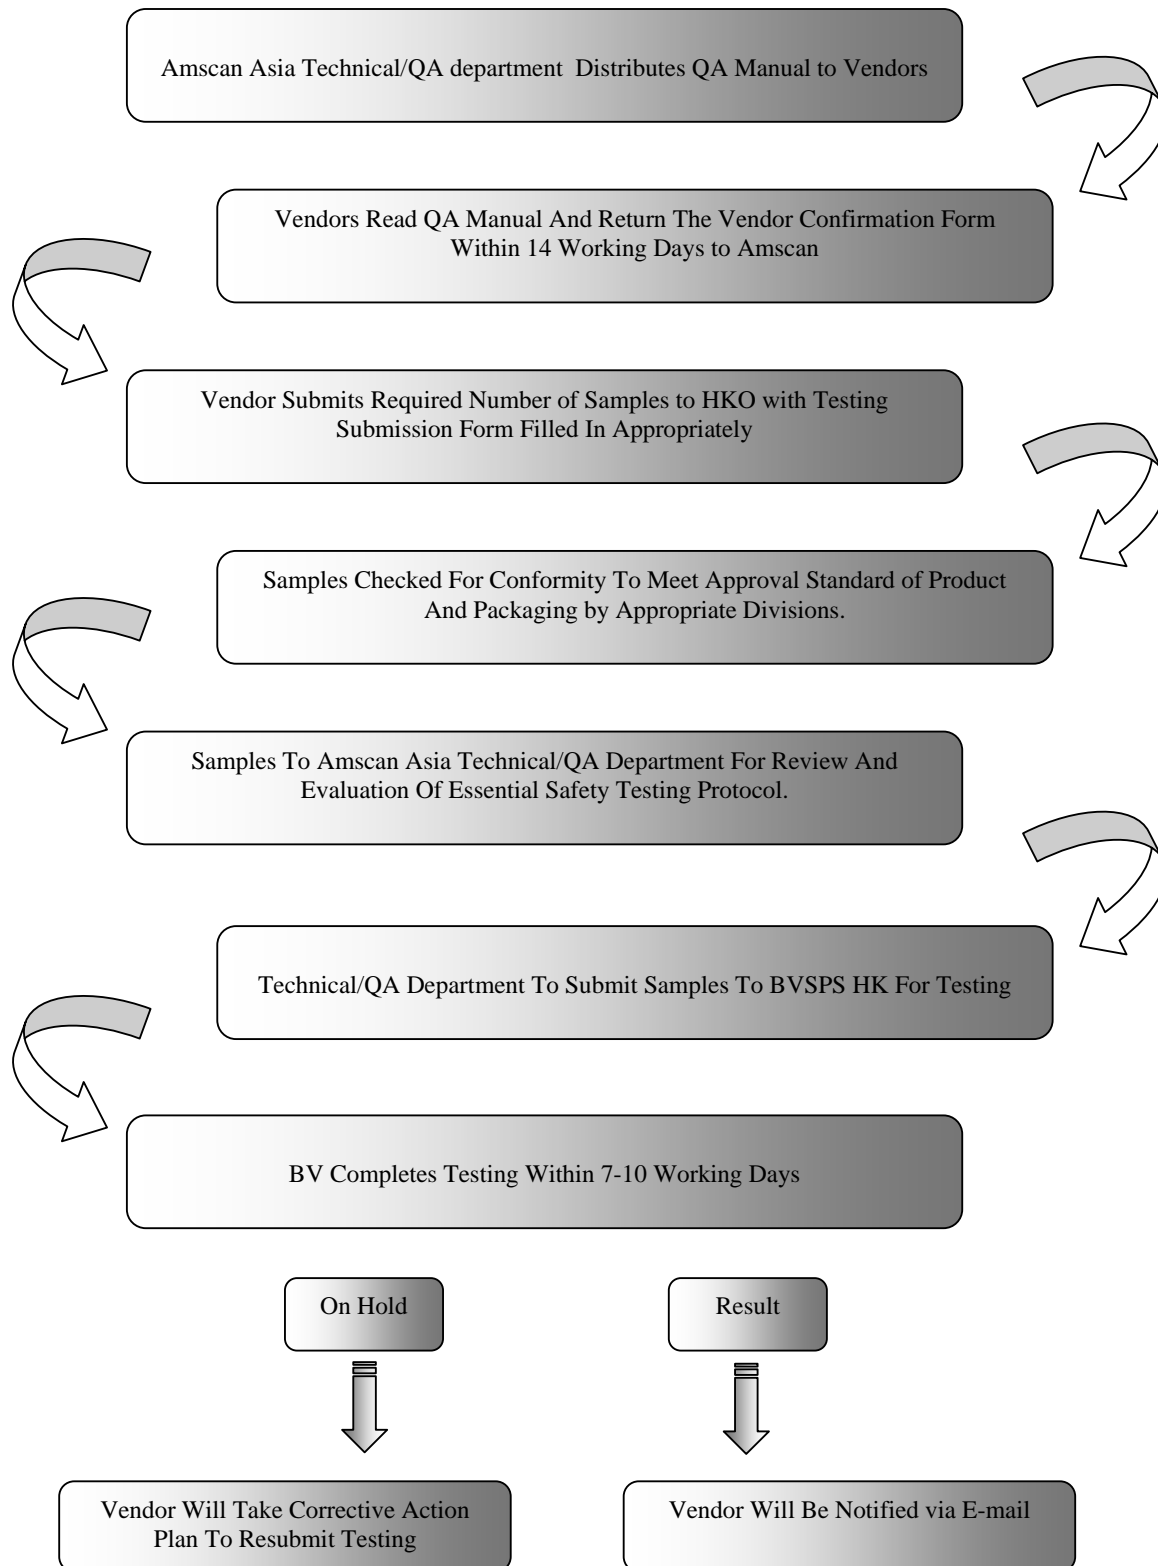 Amscan Asia Technical/QA department  Distributes QA Manual to Vendors
Vendors Read QA Manual And Return The Vendor Confirmation Form
Within 14 Working Days to Amscan
Vendor Submits Required Number of Samples to HKO with Testing
Submission Form Filled In Appropriately
Samples Checked For Conformity To Meet Approval Standard of Product
And Packaging by Appropriate Divisions.
Samples To Amscan Asia Technical/QA Department For Review And
Evaluation Of Essential Safety Testing Protocol.
Technical/QA Department To Submit Samples To BVSPS HK For Testing
BV Completes Testing Within 7-10 Working Days
On Hold
Result
Vendor Will Take Corrective Action
Plan To Resubmit Testing
Vendor Will Be Notified via E-mail